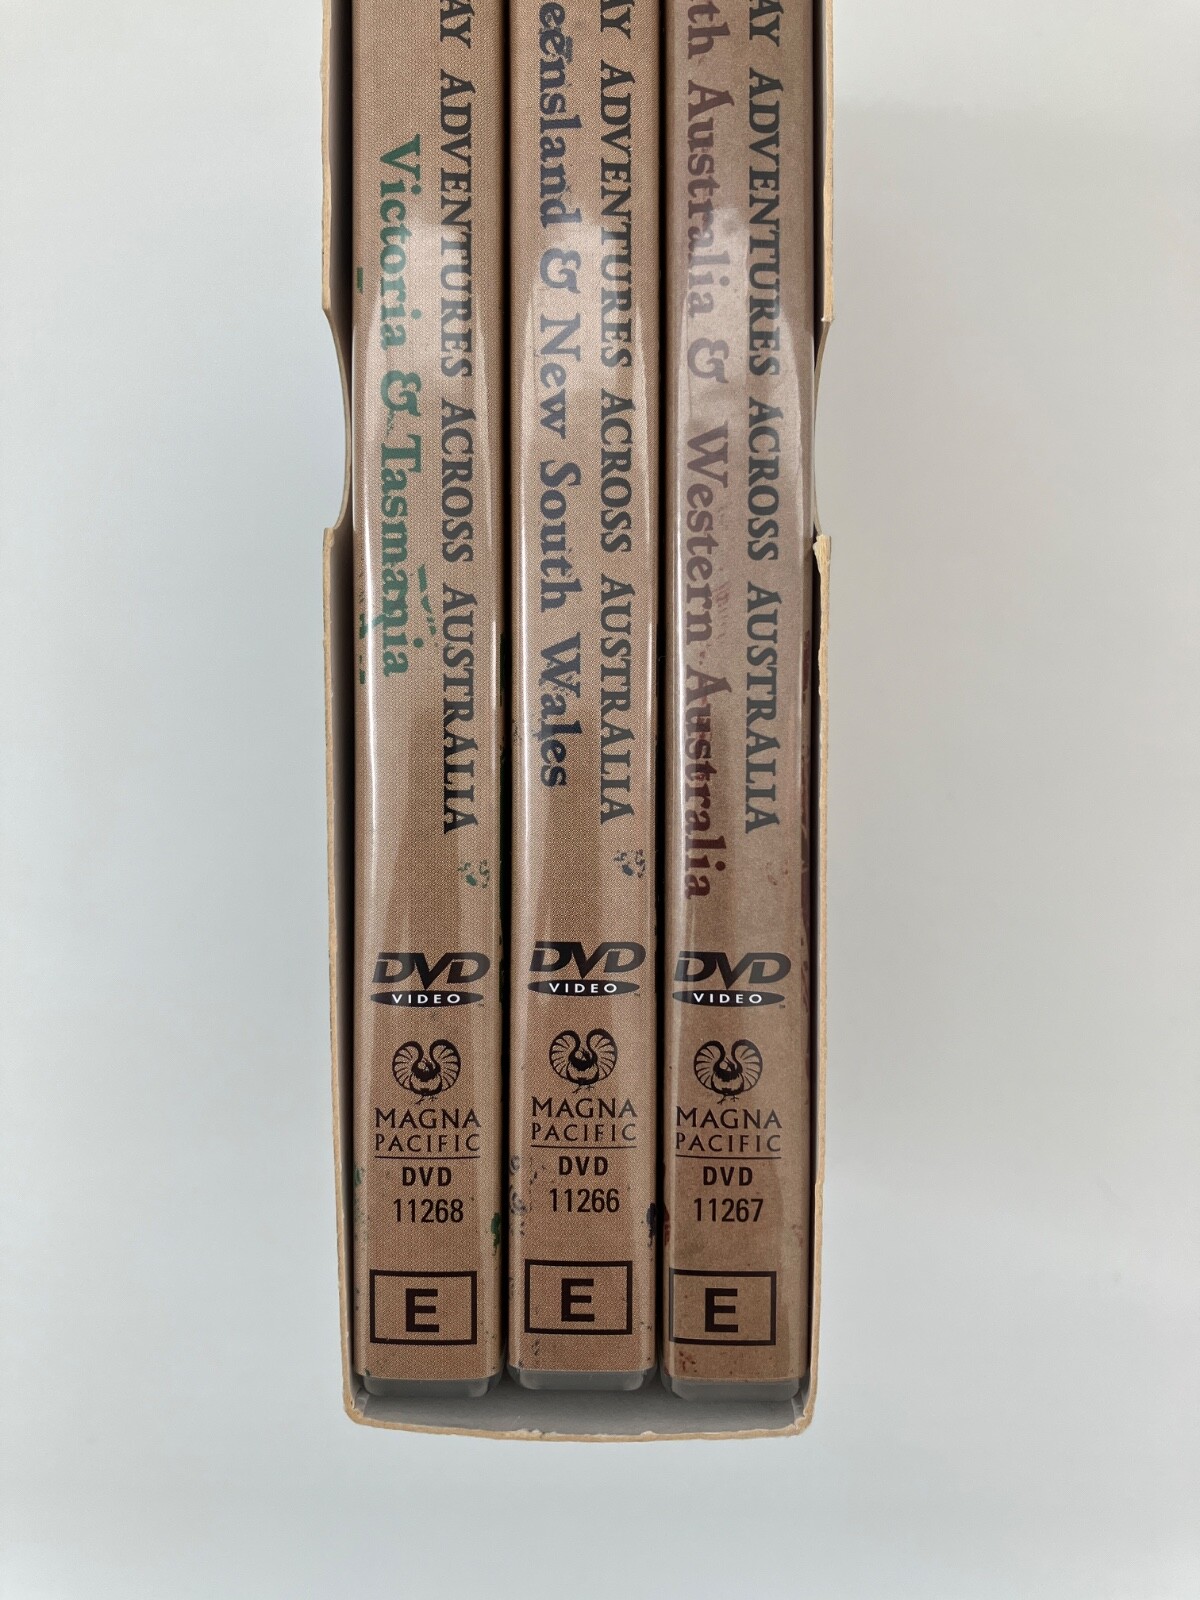 ADVENTURES ACROSS AUSTRALIA
Victoria & Tasmania
DVD
VIDEO
MAGNA
PACIFIC
DVD
11268
E
ADVENTURES ACROSS AUSTRALIA
& New South Wales
DVD
VIDEO
MAGNA
PACIFIC
DVD
11266
E
ADVENTURES ACROSS AUSTRALIA
Australia & Western Australia
DVD
VIDEO
MAGNA
PACIFIC
DVD
11267
E